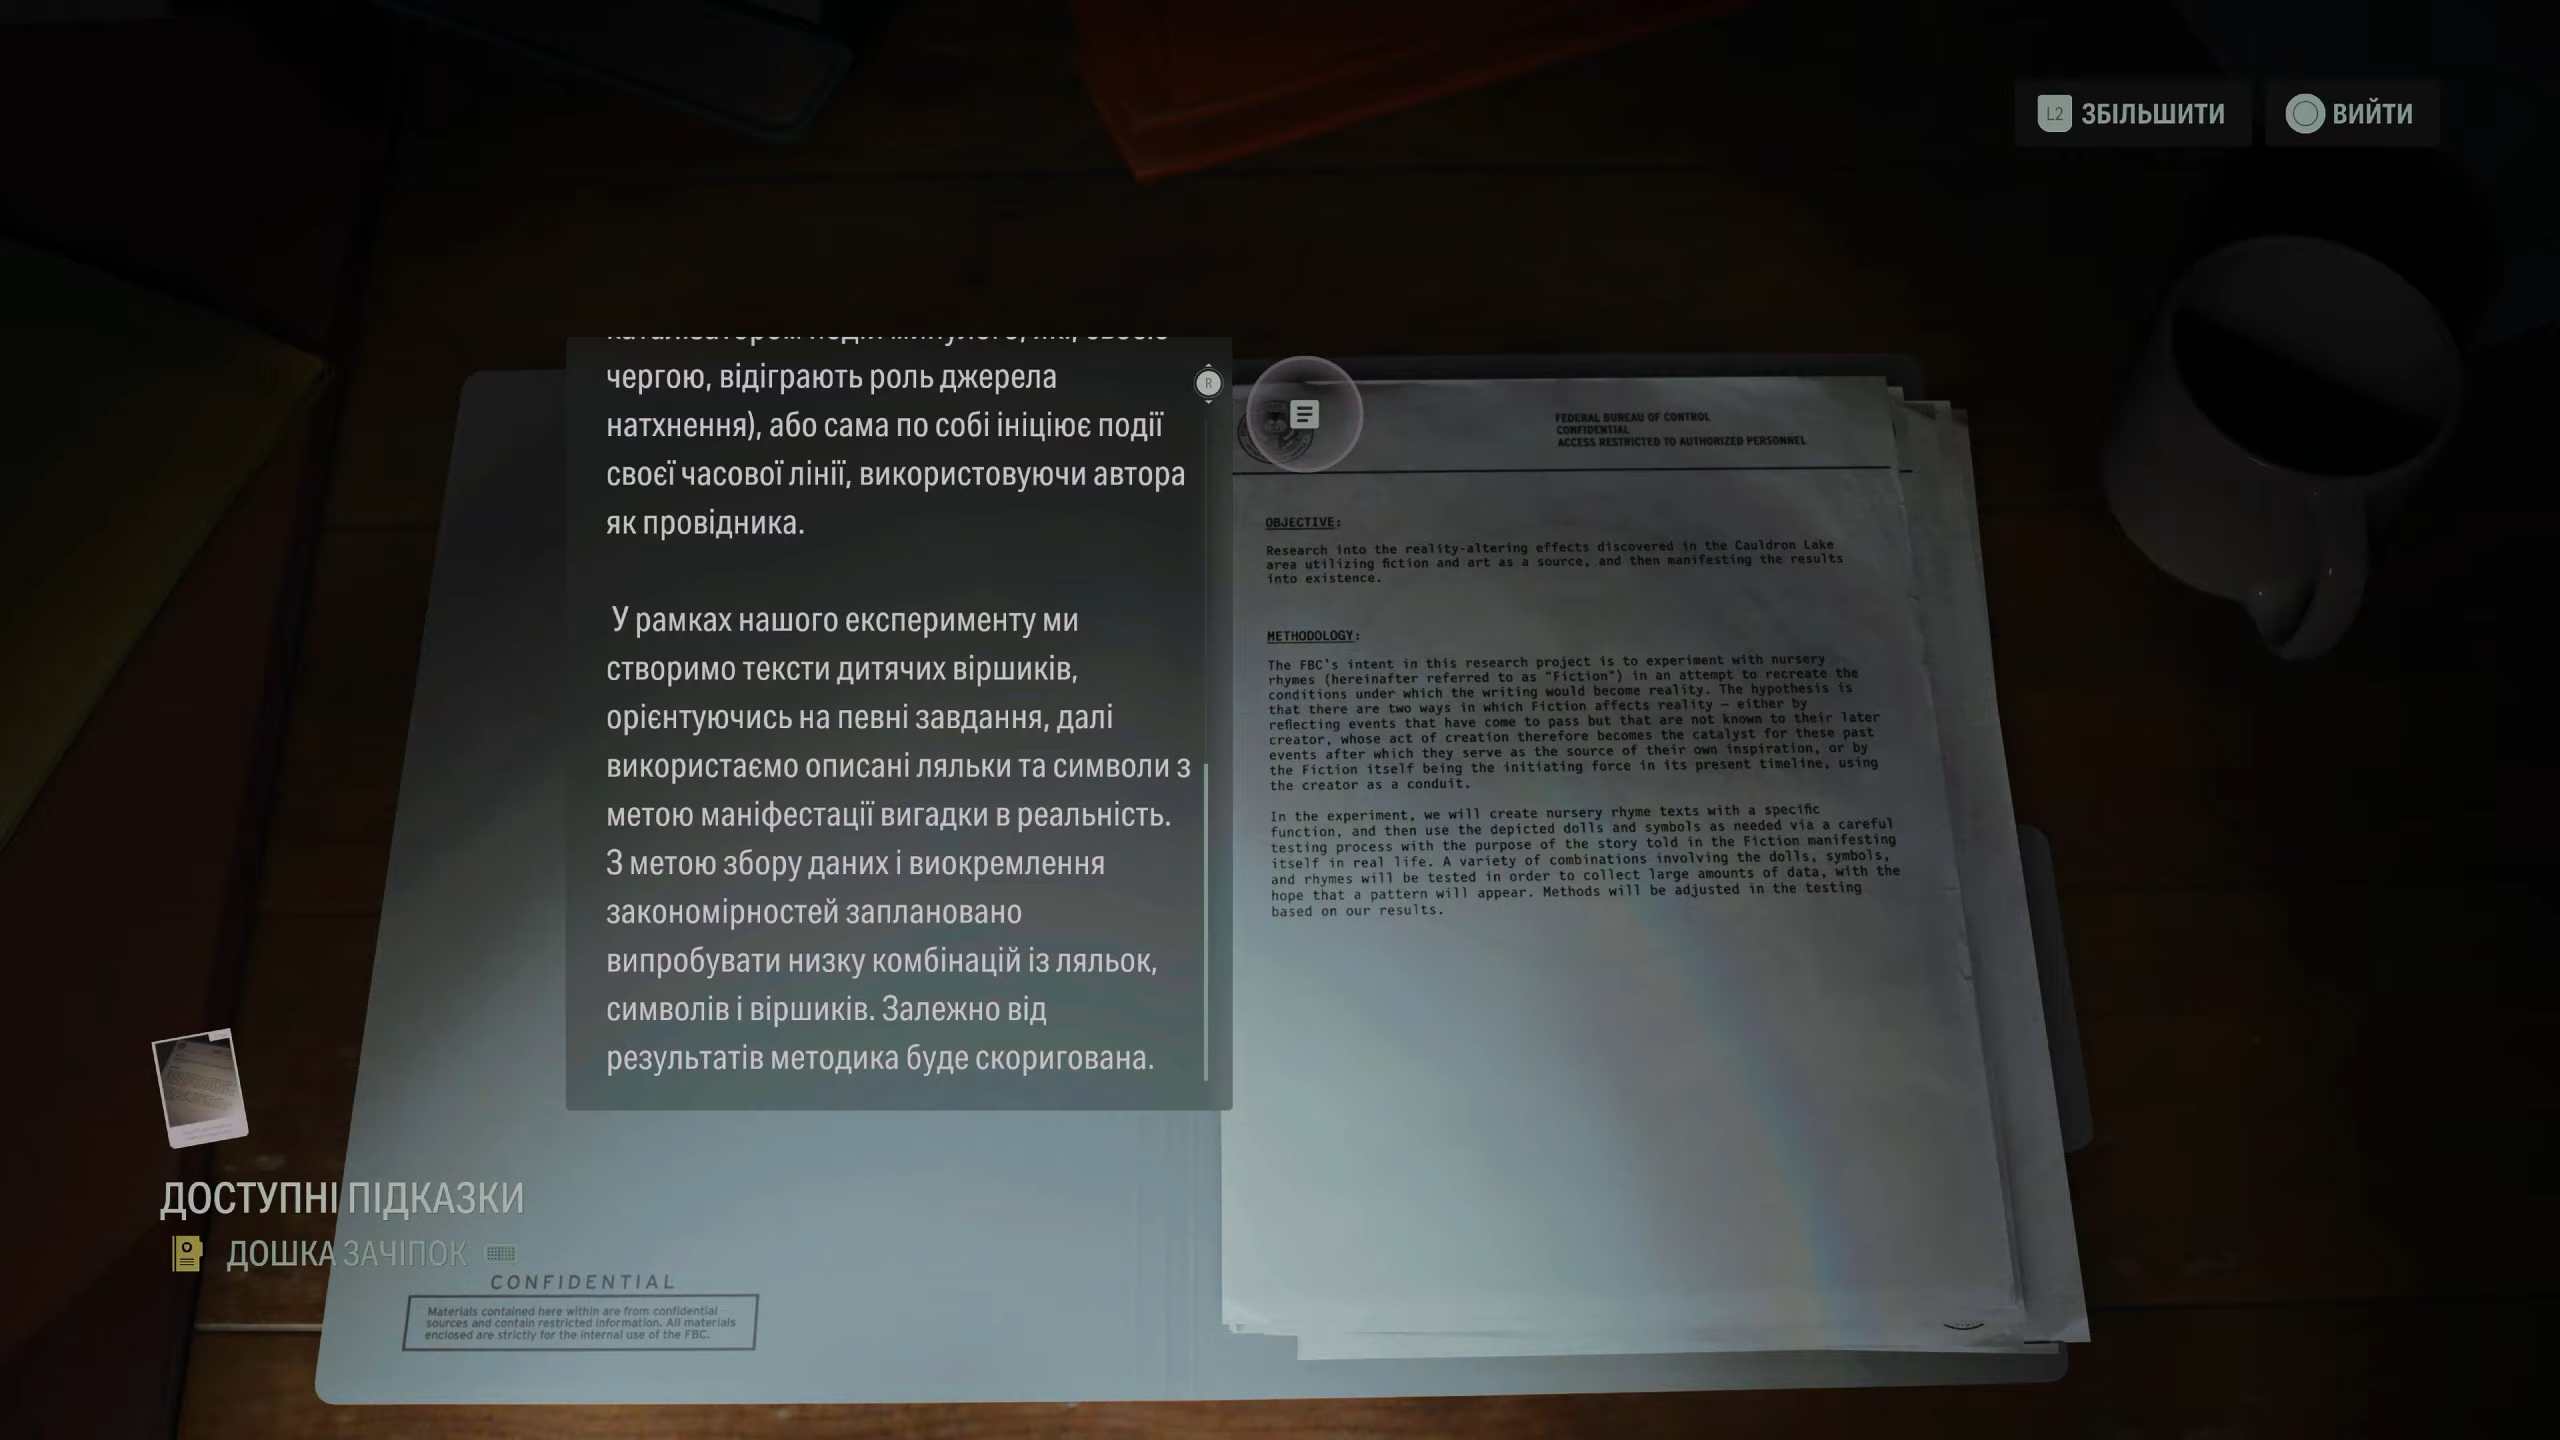 L2 ЗБІЛЬШИТИ
ВИЙТИ
чергою, відіграють роль джерела
натхнення), або сама по собі ініціює події
своєї часової лінії, використовуючи автора
як провідника.
У рамках нашого експерименту ми
створимо тексти дитячих віршиків,
орієнтуючись на певні завдання, далі
використаємо описані ляльки та символи з
метою маніфестації вигадки в реальність.
З метою збору даних і виокремлення
закономірностей заплановано
випробувати низку комбінацій із ляльок,
символів і віршиків. Залежно від
результатів методика буде скоригована.
R
FEDERAL BUREAU OF CONTROL
CONFIDENTIAL
ACCESS RESTRICTED TO AUTHORIZED PERSONNEL
OBJECTIVE:
Research into the reality-altering effects discovered in the Cauldron Lake
area utilizing fiction and art as a source, and then manifesting the results
into existence.
METHODOLOGY:
The FBC's intent in this research project is to experiment with nursery
rhymes (hereinafter referred to as "Fiction") in an attempt to recreate the
conditions under which the writing would become reality. The hypothesis is
that there are two ways in which Fiction affects reality — either by
reflecting events that have come to pass but that are not known to their later
creator, whose act of creation therefore becomes the catalyst for these past
events after which they serve as the source of their own inspiration, or by
the Fiction itself being the initiating force in its present timeline, using
the creator as a conduit.
In the experiment, we will create nursery rhyme texts with a specific
function, and then use the depicted dolls and symbols as needed via a careful
testing process with the purpose of the story told in the Fiction manifesting
itself in real life. A variety of combinations involving the dolls, symbols,
and rhymes will be tested in order to collect large amounts of data, with the
hope that a pattern will appear. Methods will be adjusted in the testing
based on our results.
ДОСТУПНІ ПІДКАЗКИ
ДОШКА ЗАЧІПОК
CONFIDENTIAL
Materials contained here within are from confidential
sources and contain restricted information. All materials
enclosed are strictly for the internal use of the FBC.